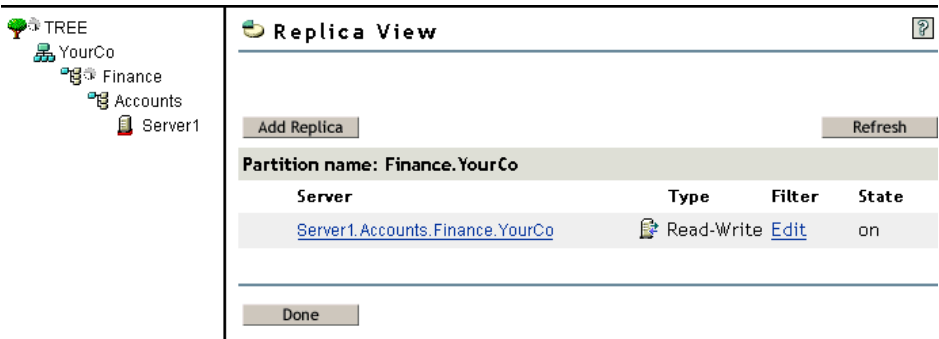 TREE
YourCo
Finance
Accounts
Server1
Replica View
?
Add Replica
Refresh
Partition name: Finance.YourCo
Server Type Filter State
Server1.Accounts.Finance.YourCo Read-Write Edit on
Done